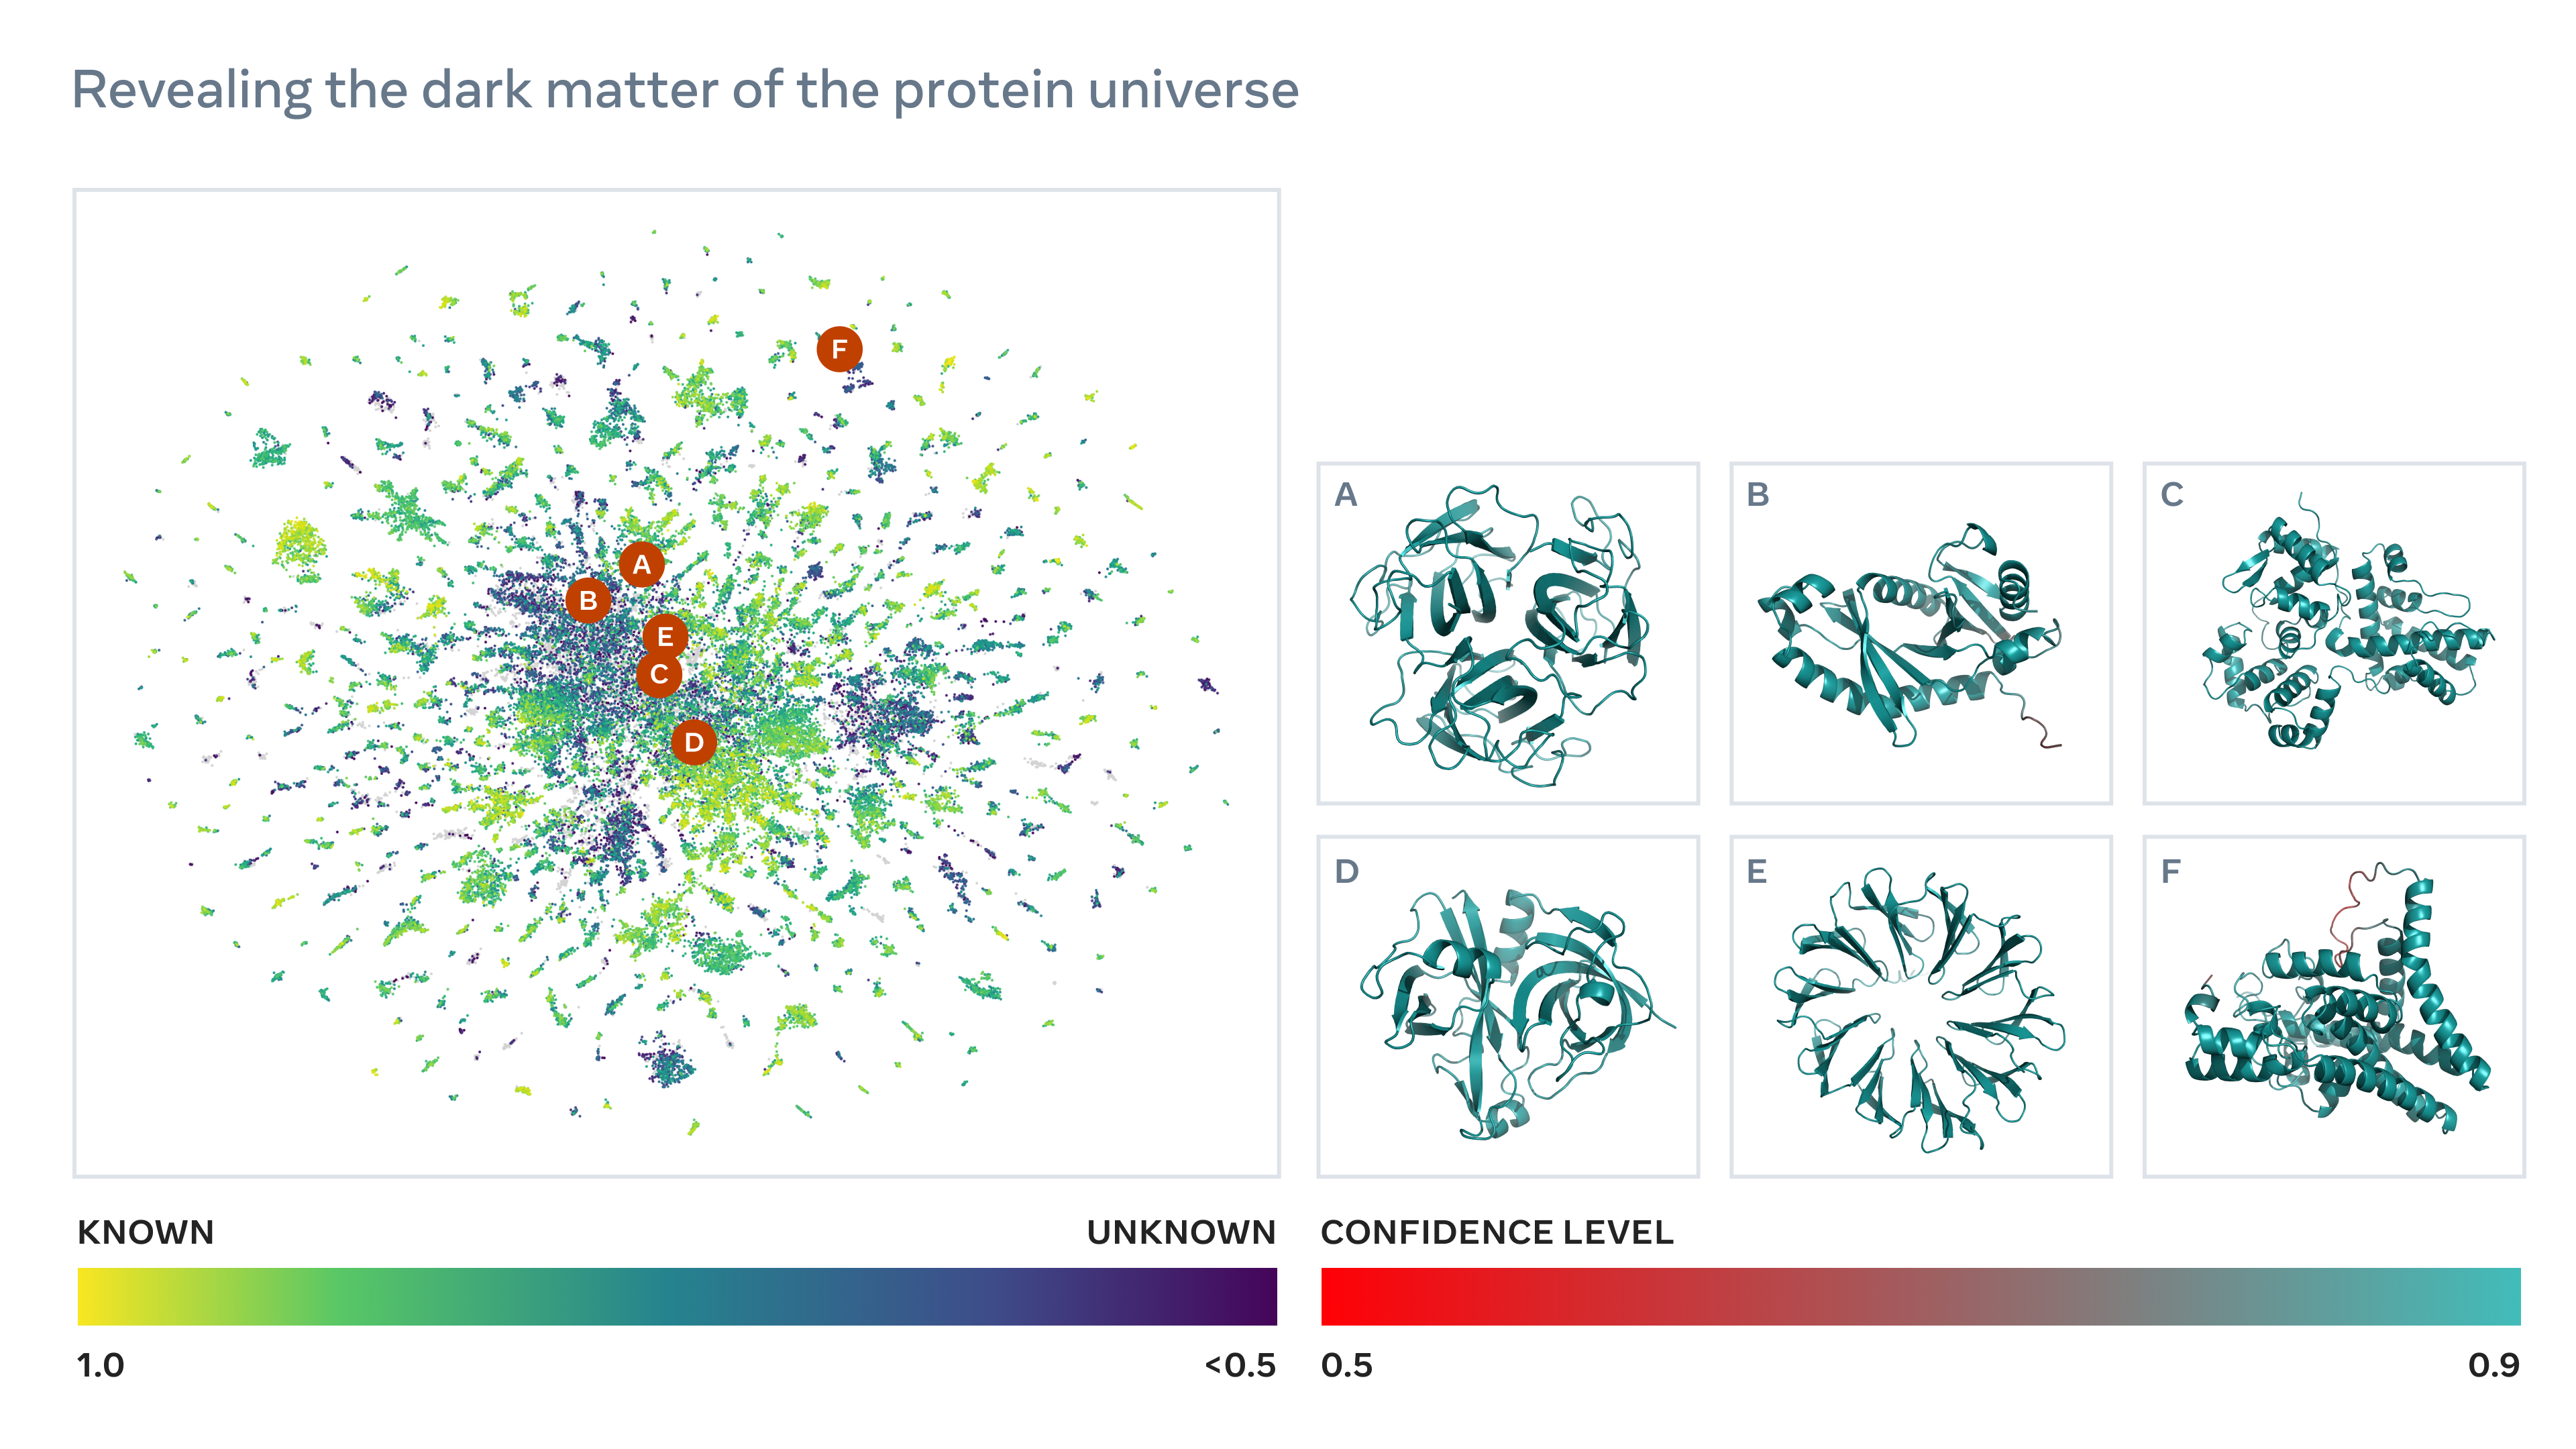 Revealing the dark matter of the protein universe
F
A
B
E
C
D
A
B
C
D
E
F
KNOWN
UNKNOWN
1.0
<0.5
CONFIDENCE LEVEL
0.5
0.9